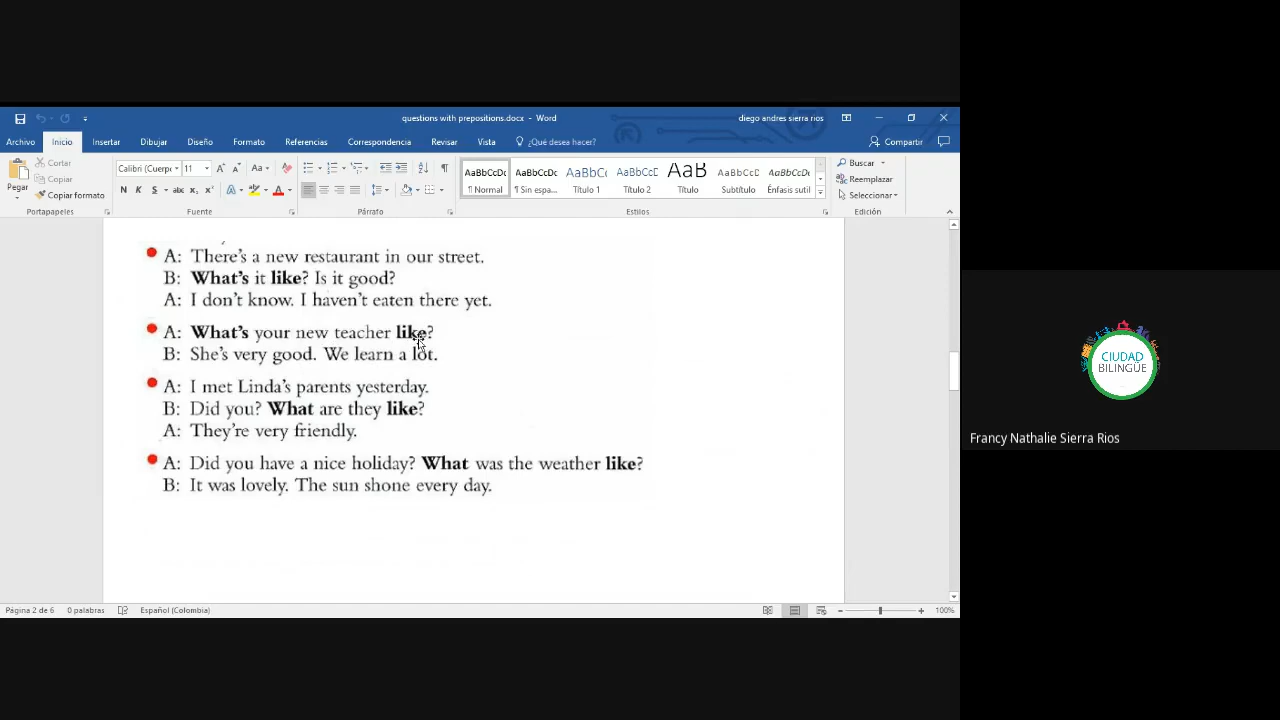 questions with prepositions.docx - Word
diego andres sierra rios
Archivo Inicio Insertar Dibujar Diseño Formato Referencias Correspondencia Revisar Vista ¿Qué desea hacer? Compartir
Pegar
Cortar
Copiar
Copiar formato
Portapapeles
Calibri (Cuerpo 11
Aa
N K S abc x₂ x² A A
Fuente
Párrafo
AaBbCcDc AaBbCcDc AaBbCc AaBbCcC AaB AaBbCcC AaBbCcDc
¶ Normal ¶ Sin espa... Título 1 Título 2 Título Subtítulo Énfasis sutil
Estilos
Buscar
Reemplazar
Seleccionar
Edición
A: There's a new restaurant in our street.
B: What's it like? Is it good?
A: I don't know. I haven't eaten there yet.
A: What's your new teacher like?
B: She's very good. We learn a lot.
A: I met Linda's parents yesterday.
B: Did you? What are they like?
A: They're very friendly.
A: Did you have a nice holiday? What was the weather like?
B: It was lovely. The sun shone every day.
Página 2 de 6 0 palabras Español (Colombia) 100%
CIUDAD
BILINGÜE
Francy Nathalie Sierra Rios